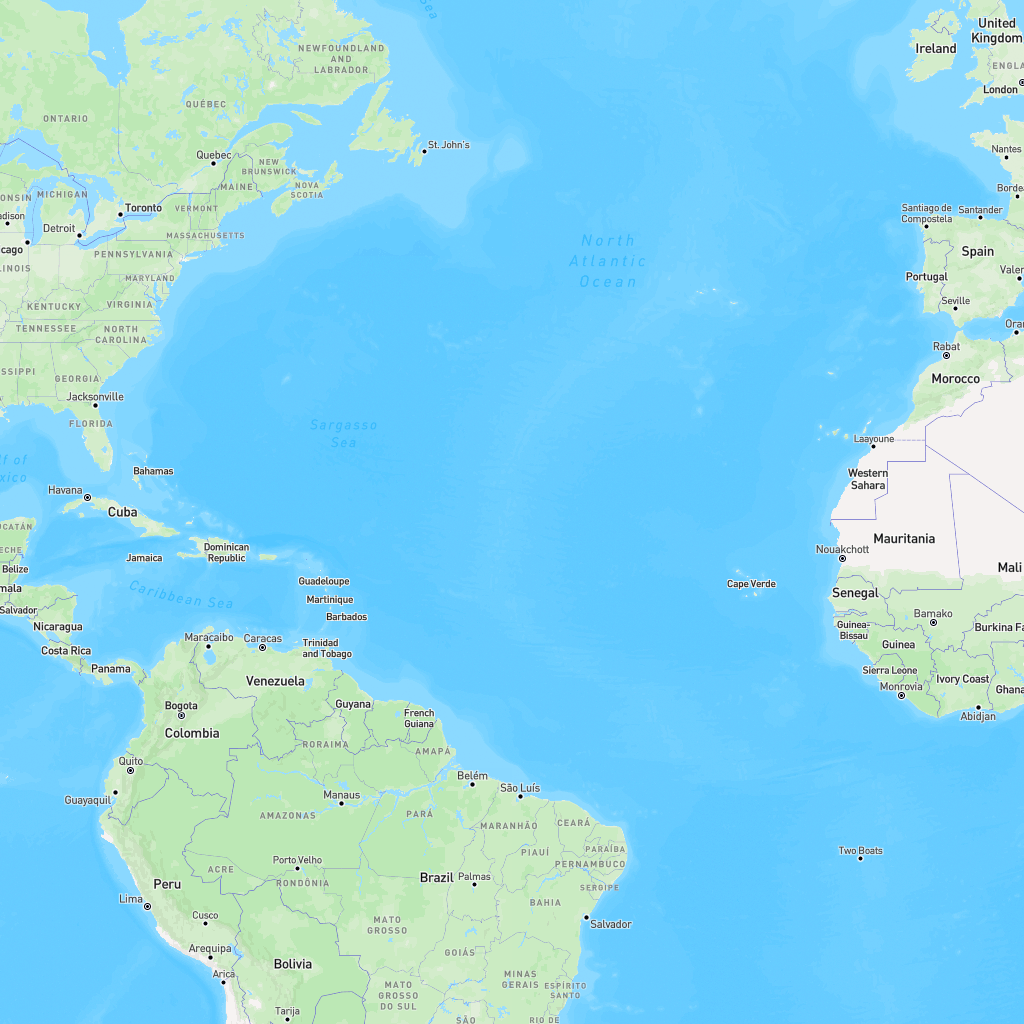 United
Kingdom
Ireland
ENGLA
London
NEWFOUNDLAND
AND
LABRADOR
QUÉBEC
ONTARIO
St. John's
Quebec
NEW
BRUNSWICK
NOVA
SCOTIA
MAINE
Nantes
Borde
MICHIGAN
ONSIN
adison
Toronto
VERMONT
Detroit
MASSACHUSETTS
cago
LINOIS
PENNSYLVANIA
MARYLAND
Santiago de
Compostela
Santander
Spain
Portugal
Valen
Seville
North
Atlantic
Ocean
KENTUCKY
VIRGINIA
TENNESSEE
NORTH
CAROLINA
Oran
Rabat
Morocco
SSIPPI
GEORGIA
Jacksonville
FLORIDA
Sargasso
Sea
Laayoune
Western
Sahara
lf of
xico
Bahamas
Havana
Cuba
UCATÁN
ECHE
Belize
mala
Salvador
Jamaica
Dominican
Republic
Mauritania
Nouakchott
Mali
Guadeloupe
Caribbean Sea
Martinique
Barbados
Cape Verde
Senegal
Bamako
Guinea-
Bissau
Burkina Fa
Guinea
Nicaragua
Costa Rica
Panama
Maracaibo
Caracas
Trinidad
and Tobago
Sierra Leone
Monrovia
Ivory Coast
Ghana
Abidjan
Venezuela
Bogota
Colombia
Guyana
French
Guiana
RORAIMA
AMAPÁ
Quito
Guayaquil
Belém
São Luís
Manaus
AMAZONAS
PARÁ
MARANHÃO
CEARÁ
PIAUÍ
PARAÍBA
PERNAMBUCO
Two Boats
Porto Velho
ACRE
RONDÔNIA
Peru
Brazil
Palmas
SERGIPE
BAHIA
Lima
Cusco
MATO
GROSSO
Salvador
Arequipa
Bolivia
GOIÁS
Arica
MATO
GROSSO
DO SUL
MINAS
GERAIS
ESPÍRITO
SANTO
Tarija
SÃO
RIO DE